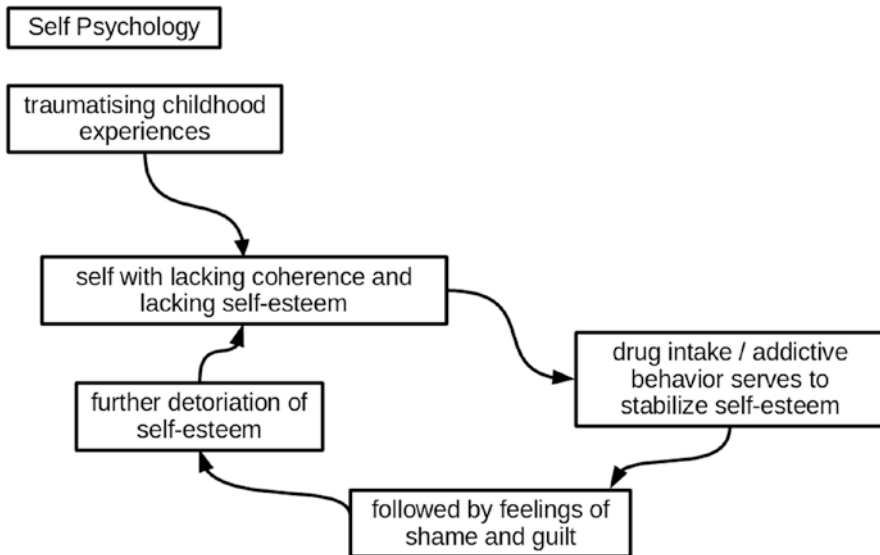 Self Psychology
traumatising childhood
experiences
self with lacking coherence and
lacking self-esteem
drug intake / addictive
behavior serves to
stabilize self-esteem
further detoriation of
self-esteem
followed by feelings of
shame and guilt